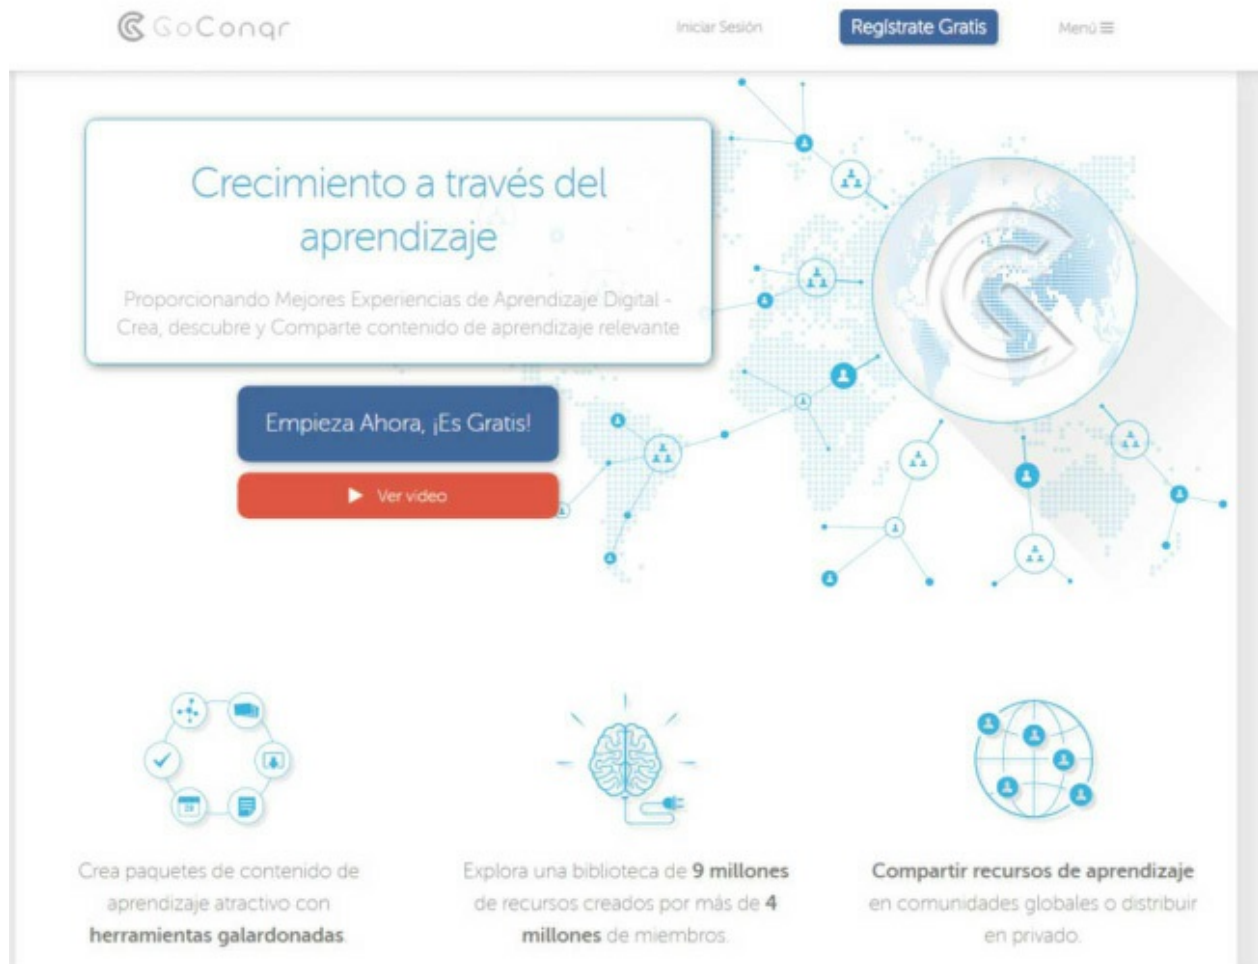 GoConqr
Iniciar Sesión
Regístrate Gratis
Menú
Crecimiento a través del
aprendizaje
Proporcionando Mejores Experiencias de Aprendizaje Digital -
Crea, descubre y Comparte contenido de aprendizaje relevante
Empieza Ahora, ¡Es Gratis!
Ver video
Crea paquetes de contenido de
aprendizaje atractivo con
herramientas galardonadas.
Explora una biblioteca de 9 millones
de recursos creados por más de 4
millones de miembros.
Compartir recursos de aprendizaje
en comunidades globales o distribuir
en privado.